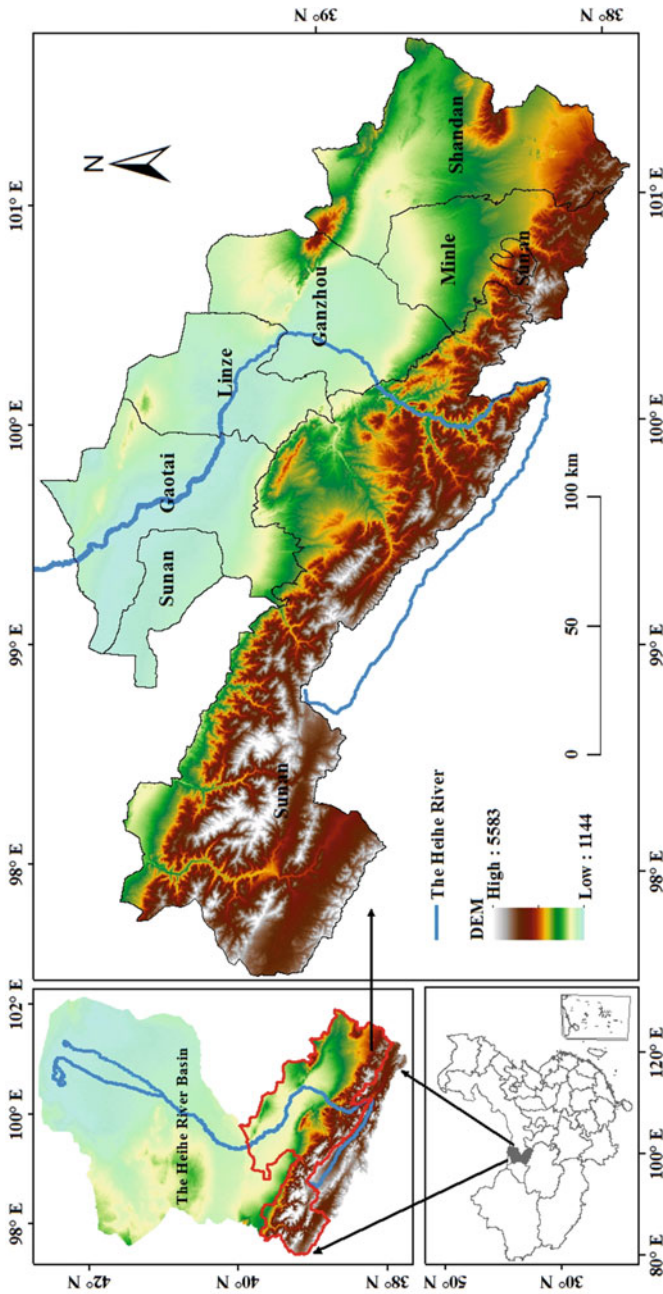 98° E
100° E
102° E
42° N
40° N
38° N
The Heihe River Basin
80° E
100° E
120° E
50° N
30° N
98° E
99° E
100° E
101° E
39° N
38° N
N
Sunan
Gaotai
Linze
Ganzhou
Minle
Shandan
Sunan
Sunan
The Heihe River
DEM
High : 5583
Low : 1144
0 50 100 km
98° E
99° E
100° E
101° E